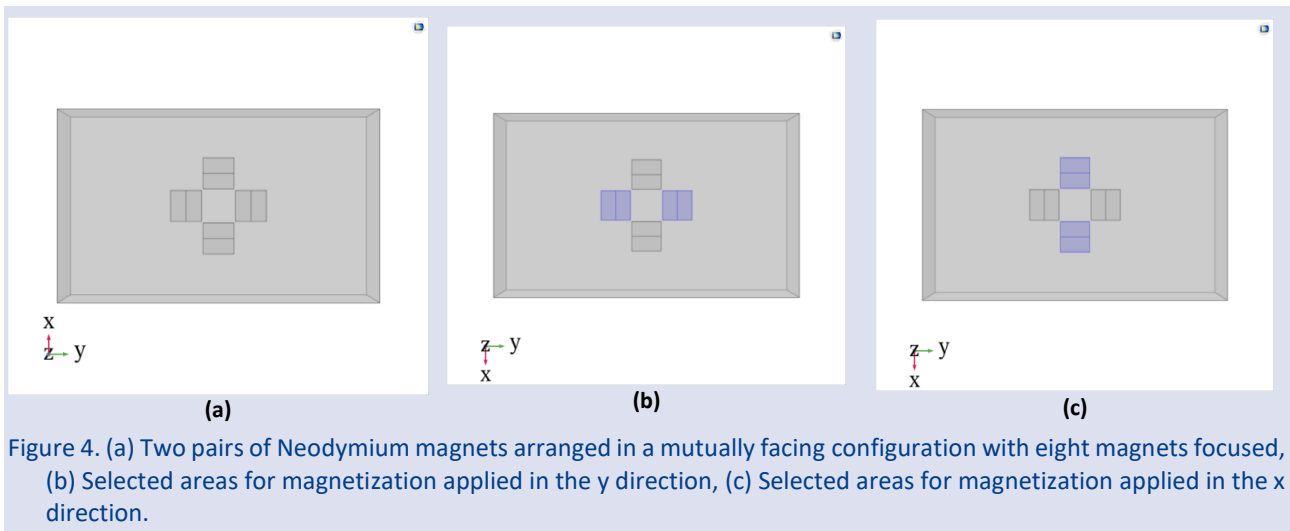 x
z y
(a)
z y
x
(b)
z y
x
(c)
Figure 4. (a) Two pairs of Neodymium magnets arranged in a mutually facing configuration with eight magnets focused,
(b) Selected areas for magnetization applied in the y direction, (c) Selected areas for magnetization applied in the x
direction.